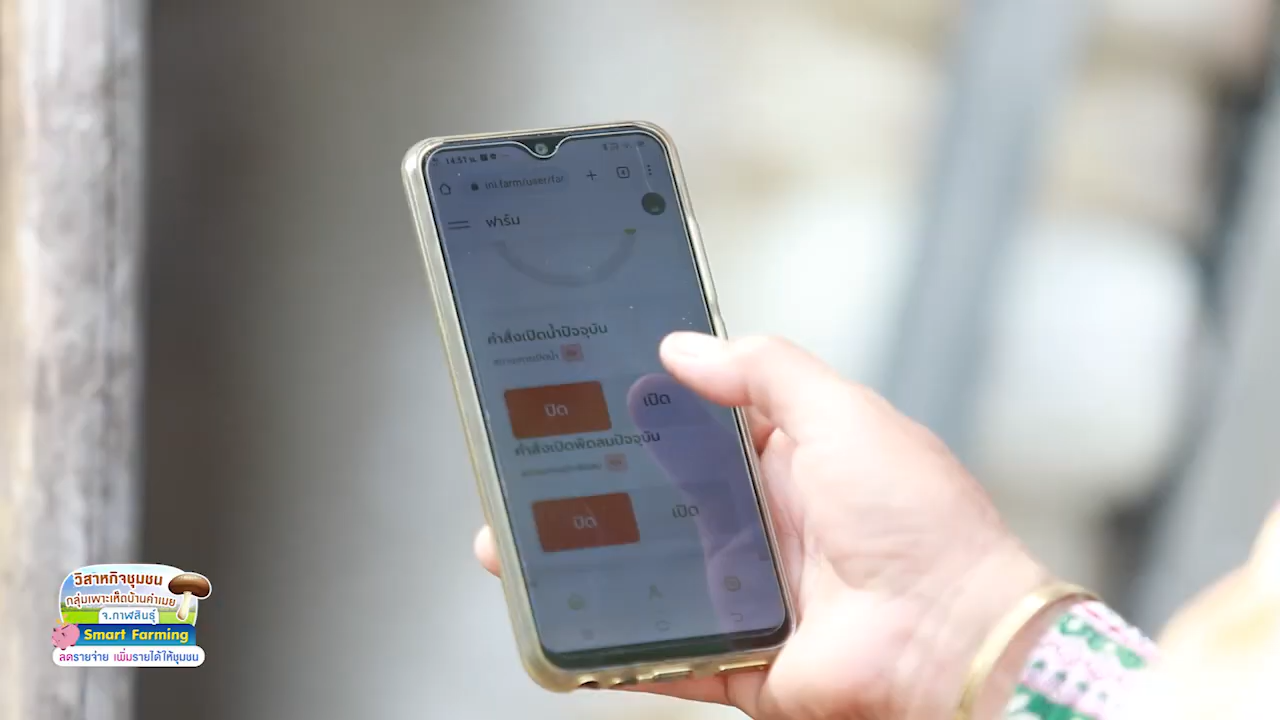 14:51 น.
ini.farm/user/far
ฟาร์ม
คำสั่งเปิดน้ำปัจจุบัน
ปิด
เปิด
คำสั่งเปิดพัดลมปัจจุบัน
ปิด
เปิด
วิสาหกิจชุมชน
กลุ่มเพาะเห็ดบ้านคำเมย
จ.กาฬสินธุ์
Smart Farming
ลดรายจ่าย เพิ่มรายได้ให้ชุมชน